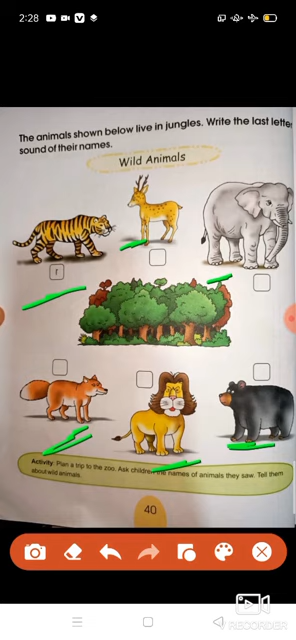 2:28
The animals shown below live in jungles. Write the last lette
sound of their names.
Wild Animals
r
Activity: Plan a trip to the zoo. Ask children the names of animals they saw. Tell them
about wild animals.
40
RECORDER